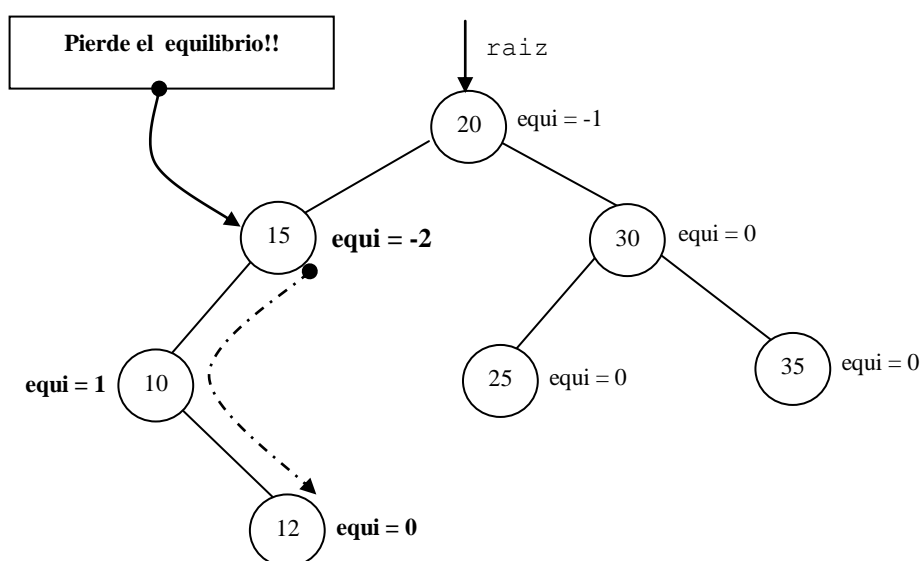 Pierde el equilibrio!!
raiz
20
equi = -1
15
equi = -2
30
equi = 0
equi = 1
10
25
equi = 0
35
equi = 0
12
equi = 0